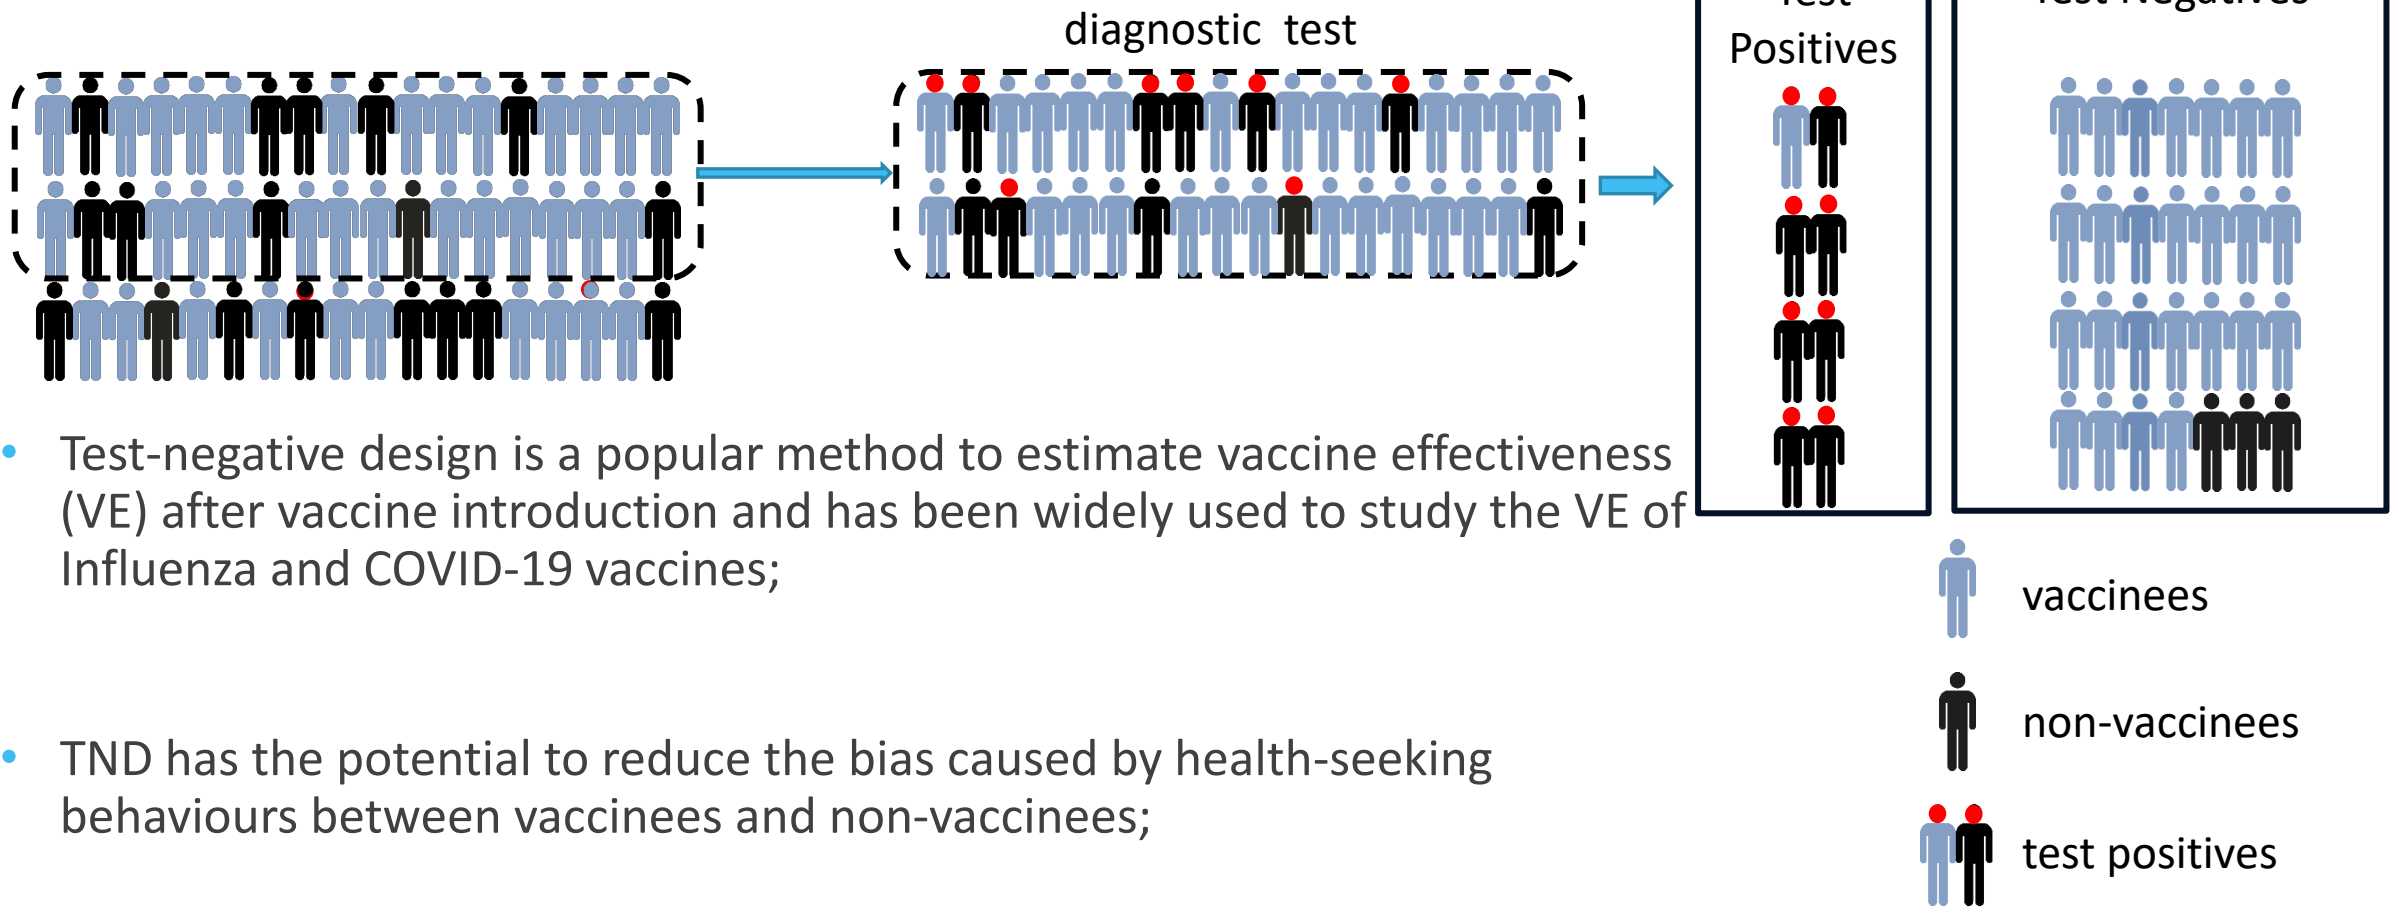 diagnostic test
Positives
Test-negative design is a popular method to estimate vaccine effectiveness
(VE) after vaccine introduction and has been widely used to study the VE of
Influenza and COVID-19 vaccines;
TND has the potential to reduce the bias caused by health-seeking
behaviours between vaccinees and non-vaccinees;
vaccinees
non-vaccinees
test positives